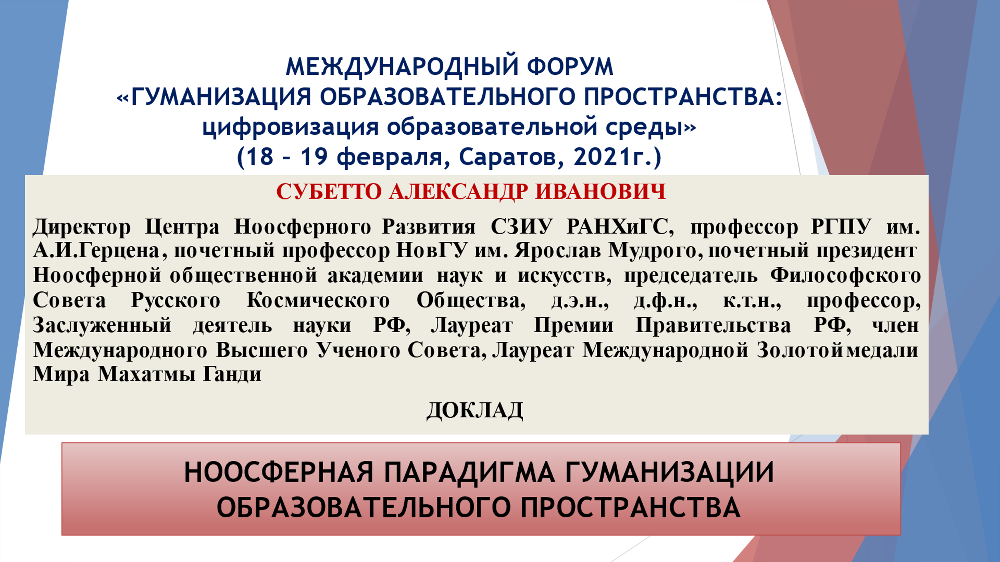 МЕЖДУНАРОДНЫЙ ФОРУМ
«ГУМАНИЗАЦИЯ ОБРАЗОВАТЕЛЬНОГО ПРОСТРАНСТВА:
цифровизация образовательной среды»
(18 – 19 февраля, Саратов, 2021г.)
СУБЕТТО АЛЕКСАНДР ИВАНОВИЧ
Директор Центра Ноосферного Развития СЗИУ РАНХиГС, профессор РГПУ им.
А.И.Герцена, почетный профессор НовГУ им. Ярослав Мудрого, почетный президент
Ноосферной общественной академии наук и искусств, председатель Философского
Совета Русского Космического Общества, д.э.н., д.ф.н., к.т.н., профессор,
Заслуженный деятель науки РФ, Лауреат Премии Правительства РФ, член
Международного Высшего Ученого Совета, Лауреат Международной Золотой медали
Мира Махатмы Ганди
ДОКЛАД
НООСФЕРНАЯ ПАРАДИГМА ГУМАНИЗАЦИИ
ОБРАЗОВАТЕЛЬНОГО ПРОСТРАНСТВА